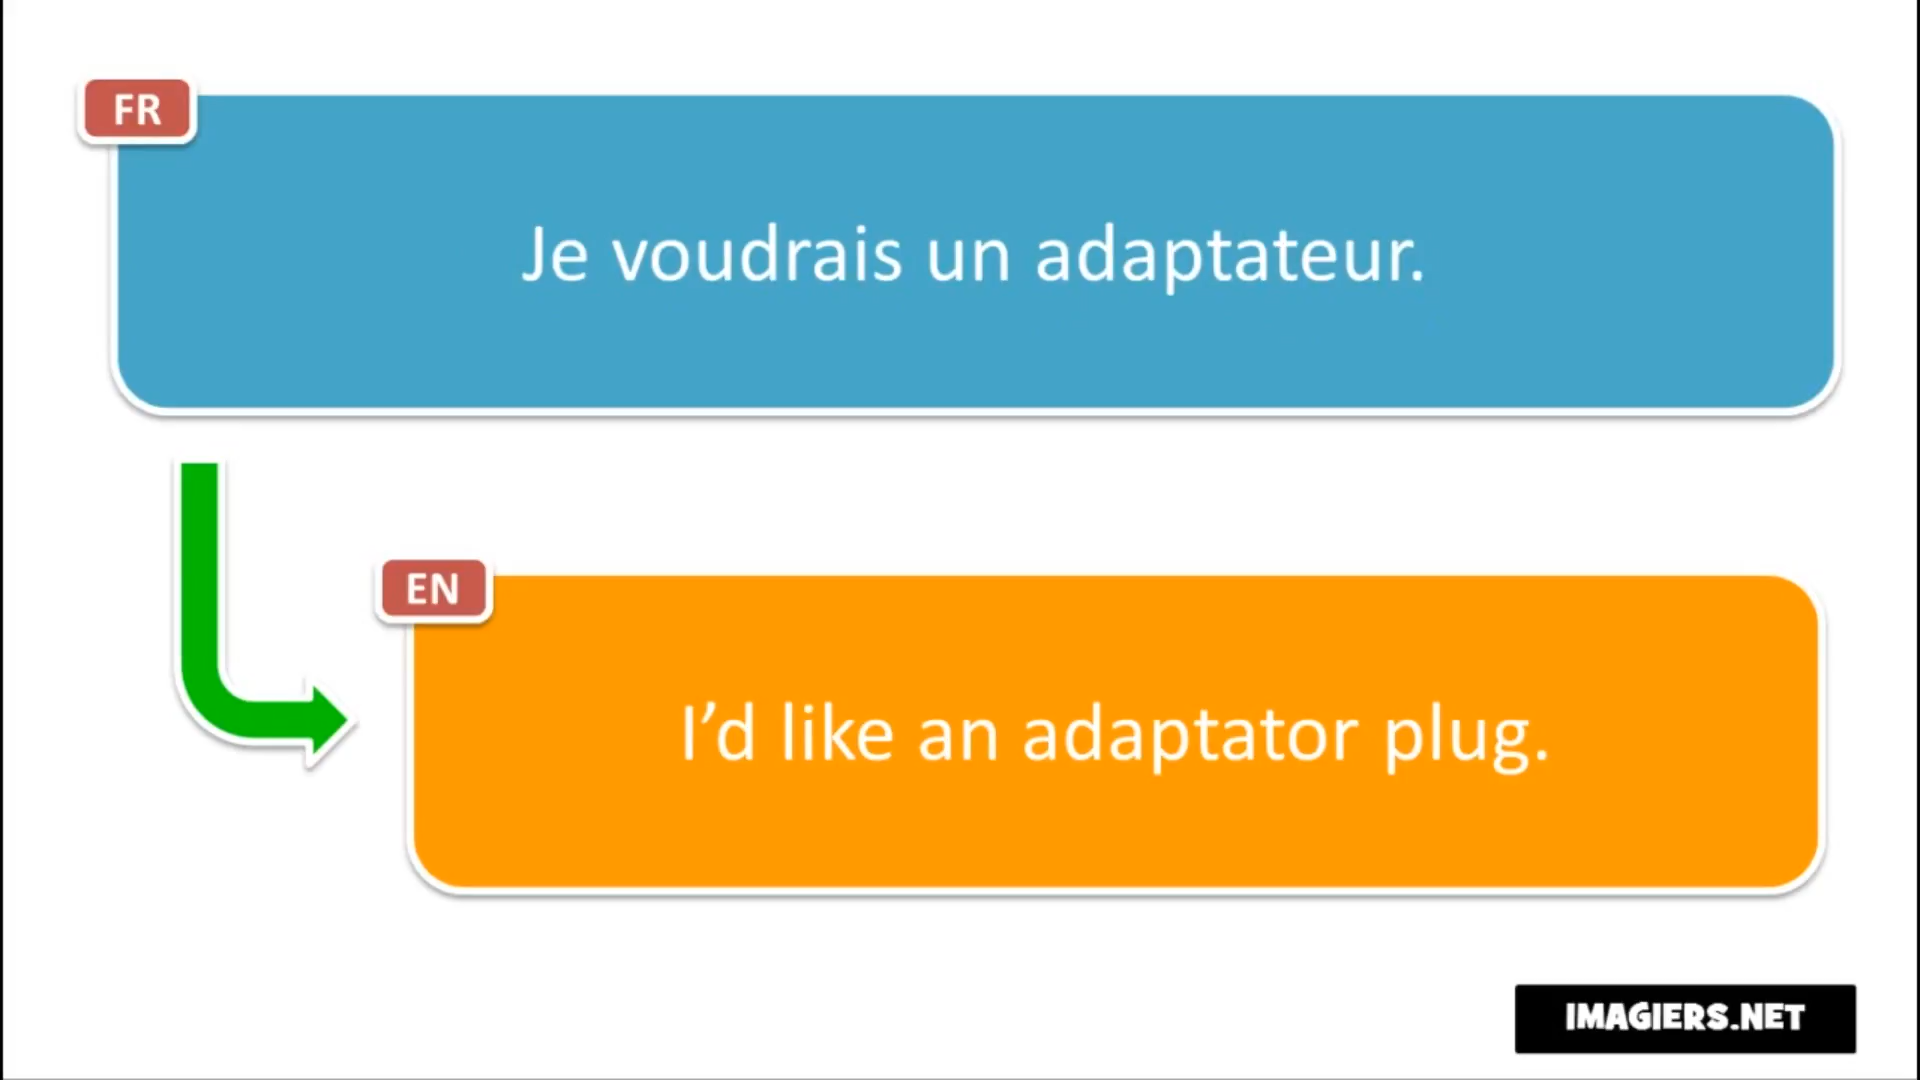 FR
Je voudrais un adaptateur.
EN
I’d like an adaptator plug.
IMAGIERS.NET